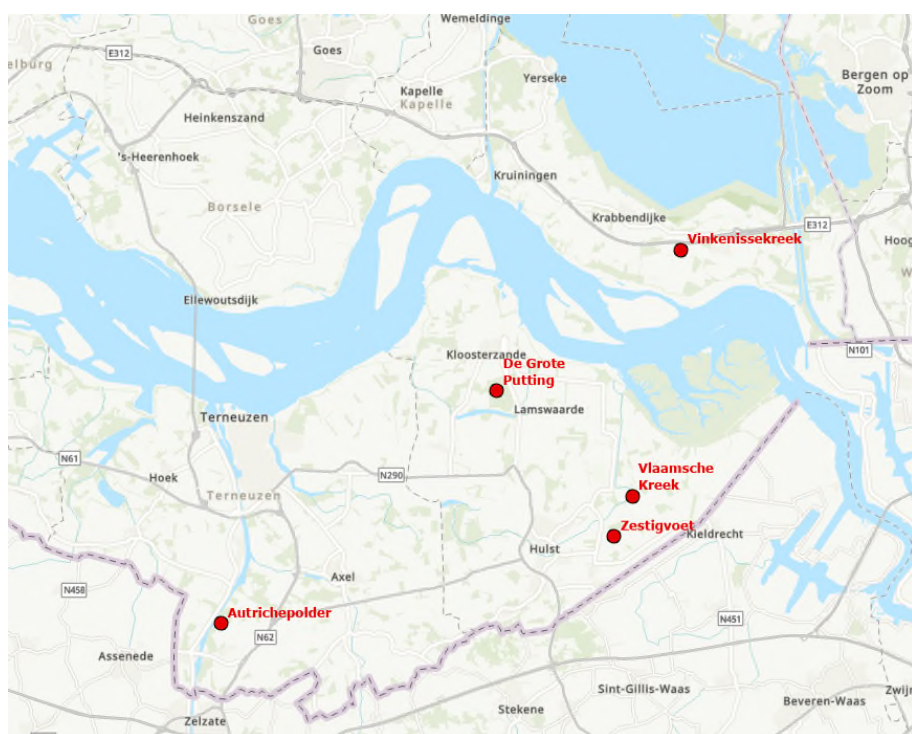 Goes
Wemeldinge
elburg
E312
Goes
Yerseke
Bergen op
Zoom
Kapelle
Kapelle
Heinkenszand
's-Heerenhoek
Kruiningen
Borsele
Krabbendijke
E312
Vinkenissekreek
Hoog
W
Ellewoutsdijk
N101
Kloosterzande
De Grote
Putting
Lamswaarde
Terneuzen
N61
Hoek
N290
Vlaamsche
Kreek
Terneuzen
Zestigvoet
Kieldrecht
Hulst
Axel
N458
Autrichepolder
N451
N62
Assenede
Sint-Gillis-Waas
Zwijn
Beveren-Waas
Stekene
Zelzate